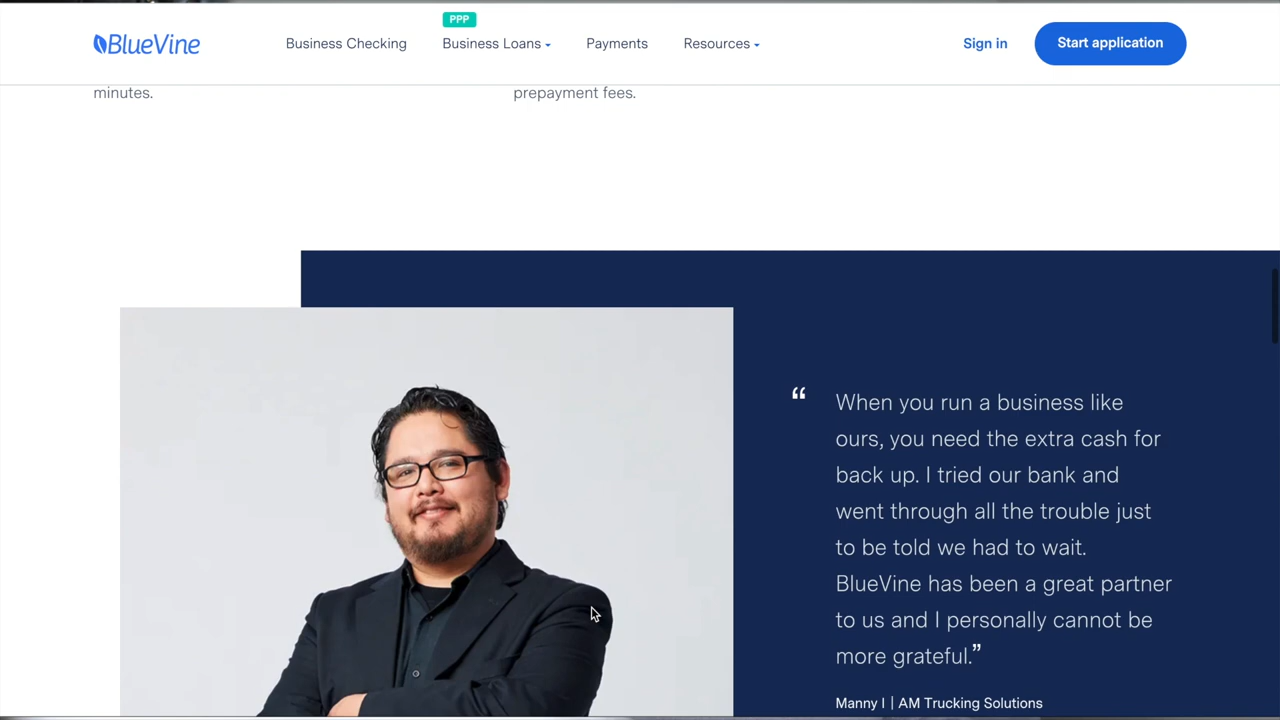 PPP
BlueVine
Business Checking
Business Loans
Payments
Resources
Sign in
Start application
minutes.
prepayment fees.
“ When you run a business like
ours, you need the extra cash for
back up. I tried our bank and
went through all the trouble just
to be told we had to wait.
BlueVine has been a great partner
to us and I personally cannot be
more grateful.”
Manny I | AM Trucking Solutions